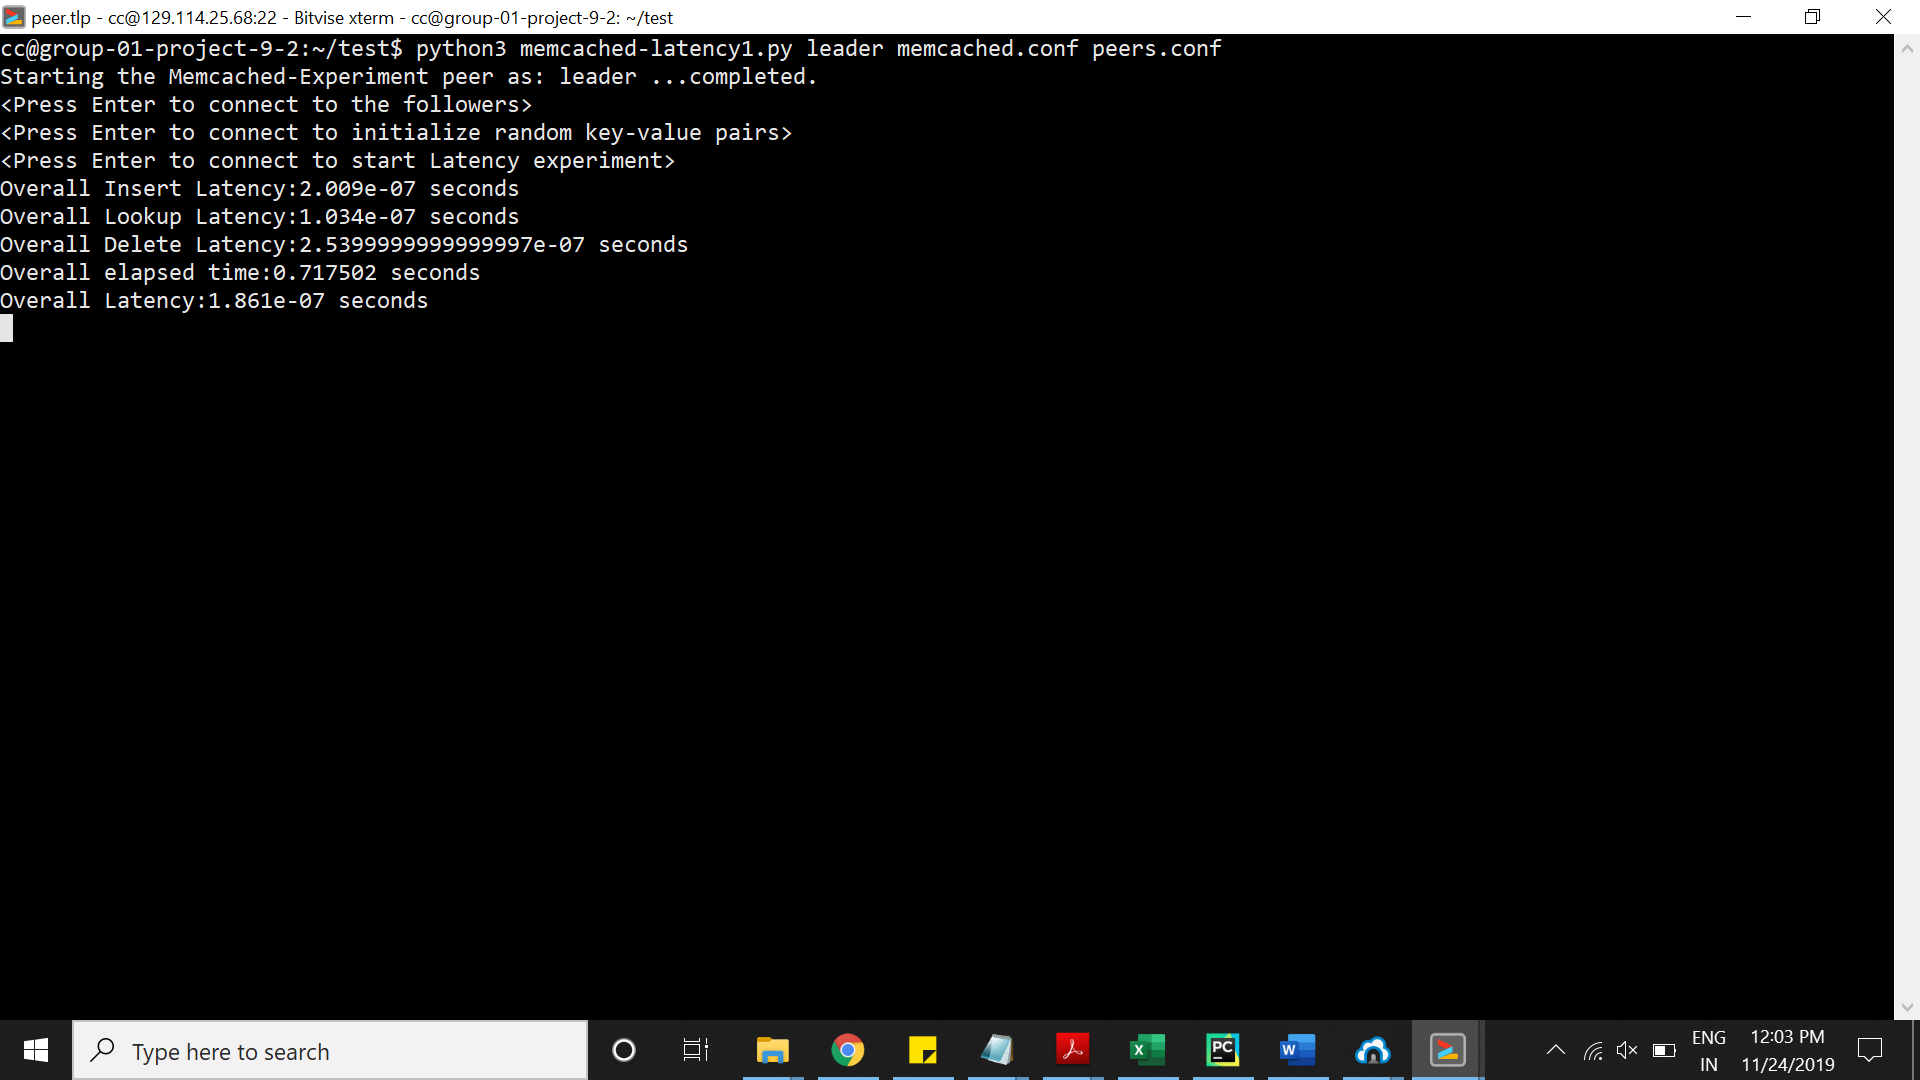 peer.tlp - cc@129.114.25.68:22 - Bitvise xterm - cc@group-01-project-9-2: ~/test
cc@group-01-project-9-2:~/test$ python3 memcached-latency1.py leader memcached.conf peers.conf
Starting the Memcached-Experiment peer as: leader ...completed.
<Press Enter to connect to the followers>
<Press Enter to connect to initialize random key-value pairs>
<Press Enter to connect to start Latency experiment>
Overall Insert Latency:2.009e-07 seconds
Overall Lookup Latency:1.034e-07 seconds
Overall Delete Latency:2.5399999999999997e-07 seconds
Overall elapsed time:0.717502 seconds
Overall Latency:1.861e-07 seconds
Type here to search
X
PC
W
ENG
IN
12:03 PM
11/24/2019